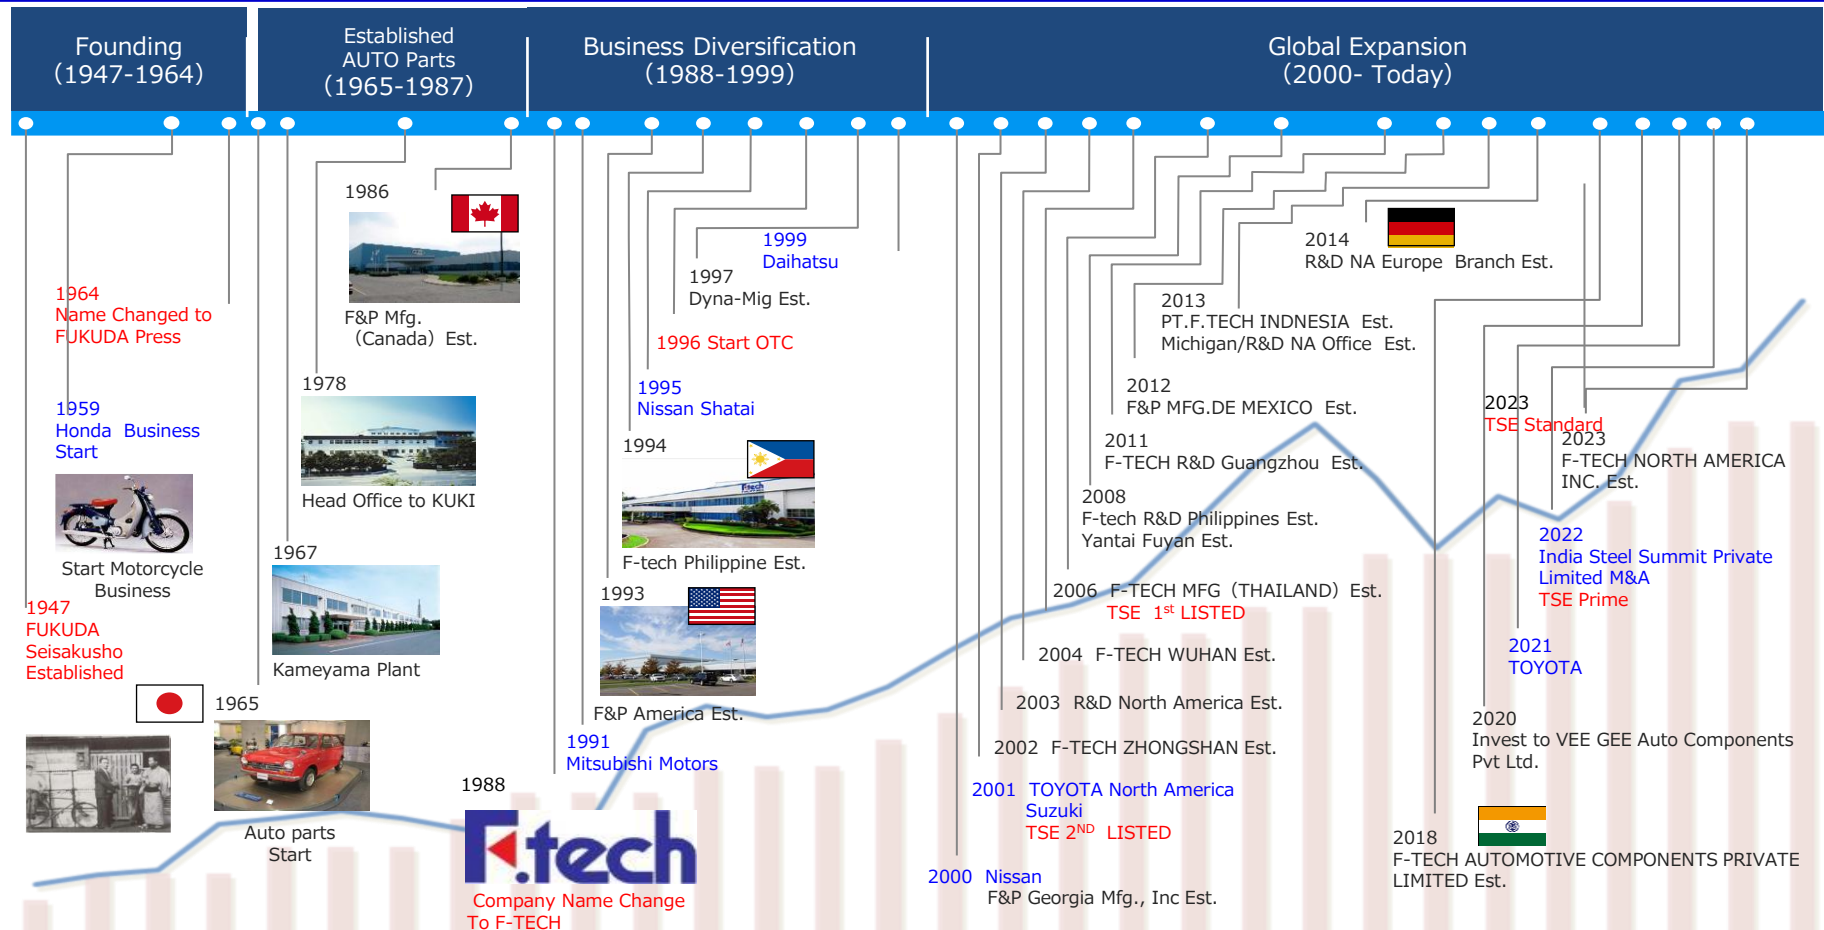 Founding
(1947-1964)
Established
AUTO Parts
(1965-1987)
Business Diversification
(1988-1999)
Global Expansion
(2000- Today)
1964
Name Changed to
FUKUDA Press
1959
Honda Business
Start
Start Motorcycle
Business
1947
FUKUDA
Seisakusho
Established
1986
F&P Mfg.
(Canada) Est.
1978
Head Office to KUKI
1967
Kameyama Plant
1965
Auto parts
Start
1999
Daihatsu
1997
Dyna-Mig Est.
1996 Start OTC
1995
Nissan Shatai
1994
F-tech
F-tech Philippine Est.
1993
F&P America Est.
1991
Mitsubishi Motors
1988
F.tech
Company Name Change
To F-TECH
2014
R&D NA Europe Branch Est.
2013
PT.F.TECH INDNESIA Est.
Michigan/R&D NA Office Est.
2012
F&P MFG.DE MEXICO Est.
2011
F-TECH R&D Guangzhou Est.
2008
F-tech R&D Philippines Est.
Yantai Fuyan Est.
2006 F-TECH MFG (THAILAND) Est.
TSE 1st LISTED
2004 F-TECH WUHAN Est.
2003 R&D North America Est.
2002 F-TECH ZHONGSHAN Est.
2001 TOYOTA North America
Suzuki
TSE 2ND LISTED
2000 Nissan
F&P Georgia Mfg., Inc Est.
2023
TSE Standard
2023
F-TECH NORTH AMERICA
INC. Est.
2022
India Steel Summit Private
Limited M&A
TSE Prime
2021
TOYOTA
2020
Invest to VEE GEE Auto Components
Pvt Ltd.
2018
F-TECH AUTOMOTIVE COMPONENTS PRIVATE
LIMITED Est.